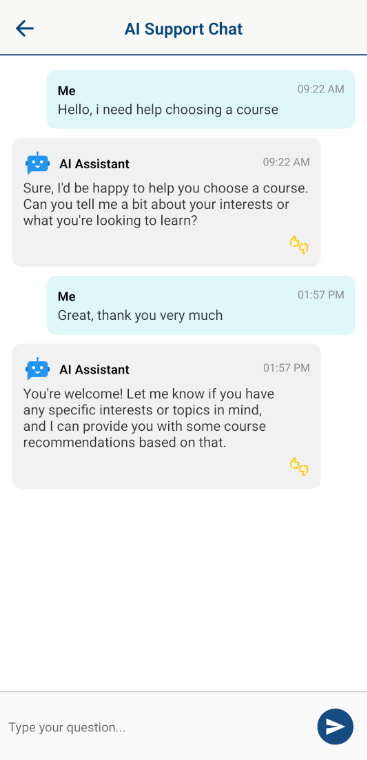 AI Support Chat
Me
09:22 AM
Hello, i need help choosing a course
AI Assistant
09:22 AM
Sure, I'd be happy to help you choose a course.
Can you tell me a bit about your interests or
what you're looking to learn?
Me
01:57 PM
Great, thank you very much
AI Assistant
01:57 PM
You're welcome! Let me know if you have
any specific interests or topics in mind,
and I can provide you with some course
recommendations based on that.
Type your question...